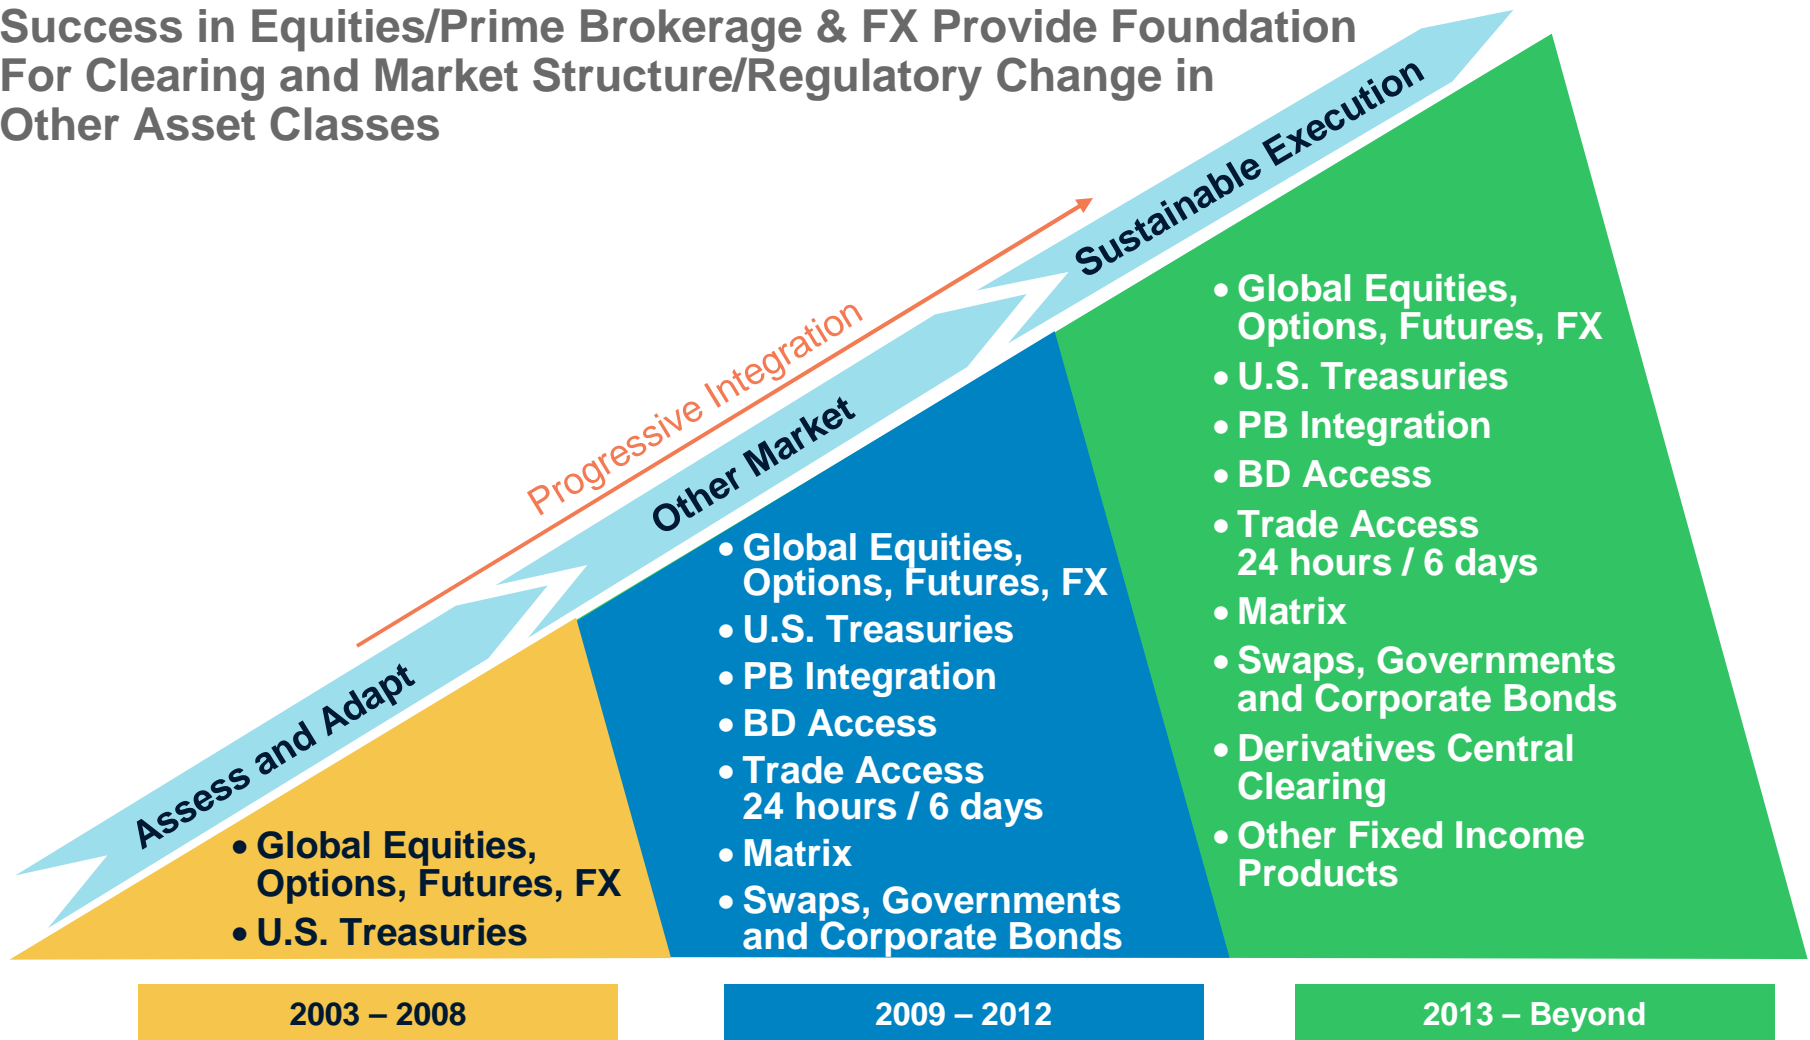 Success in Equities/Prime Brokerage & FX Provide Foundation
For Clearing and Market Structure/Regulatory Change in
Other Asset Classes
Assess and Adapt
Other Market
Sustainable Execution
Progressive Integration
• Global Equities,
Options, Futures, FX
• U.S. Treasuries
• Global Equities,
Options, Futures, FX
• U.S. Treasuries
• PB Integration
• BD Access
• Trade Access
24 hours / 6 days
• Matrix
• Swaps, Governments
and Corporate Bonds
• Global Equities,
Options, Futures, FX
• U.S. Treasuries
• PB Integration
• BD Access
• Trade Access
24 hours / 6 days
• Matrix
• Swaps, Governments
and Corporate Bonds
• Derivatives Central
Clearing
• Other Fixed Income
Products
2003 – 2008
2009 – 2012
2013 – Beyond